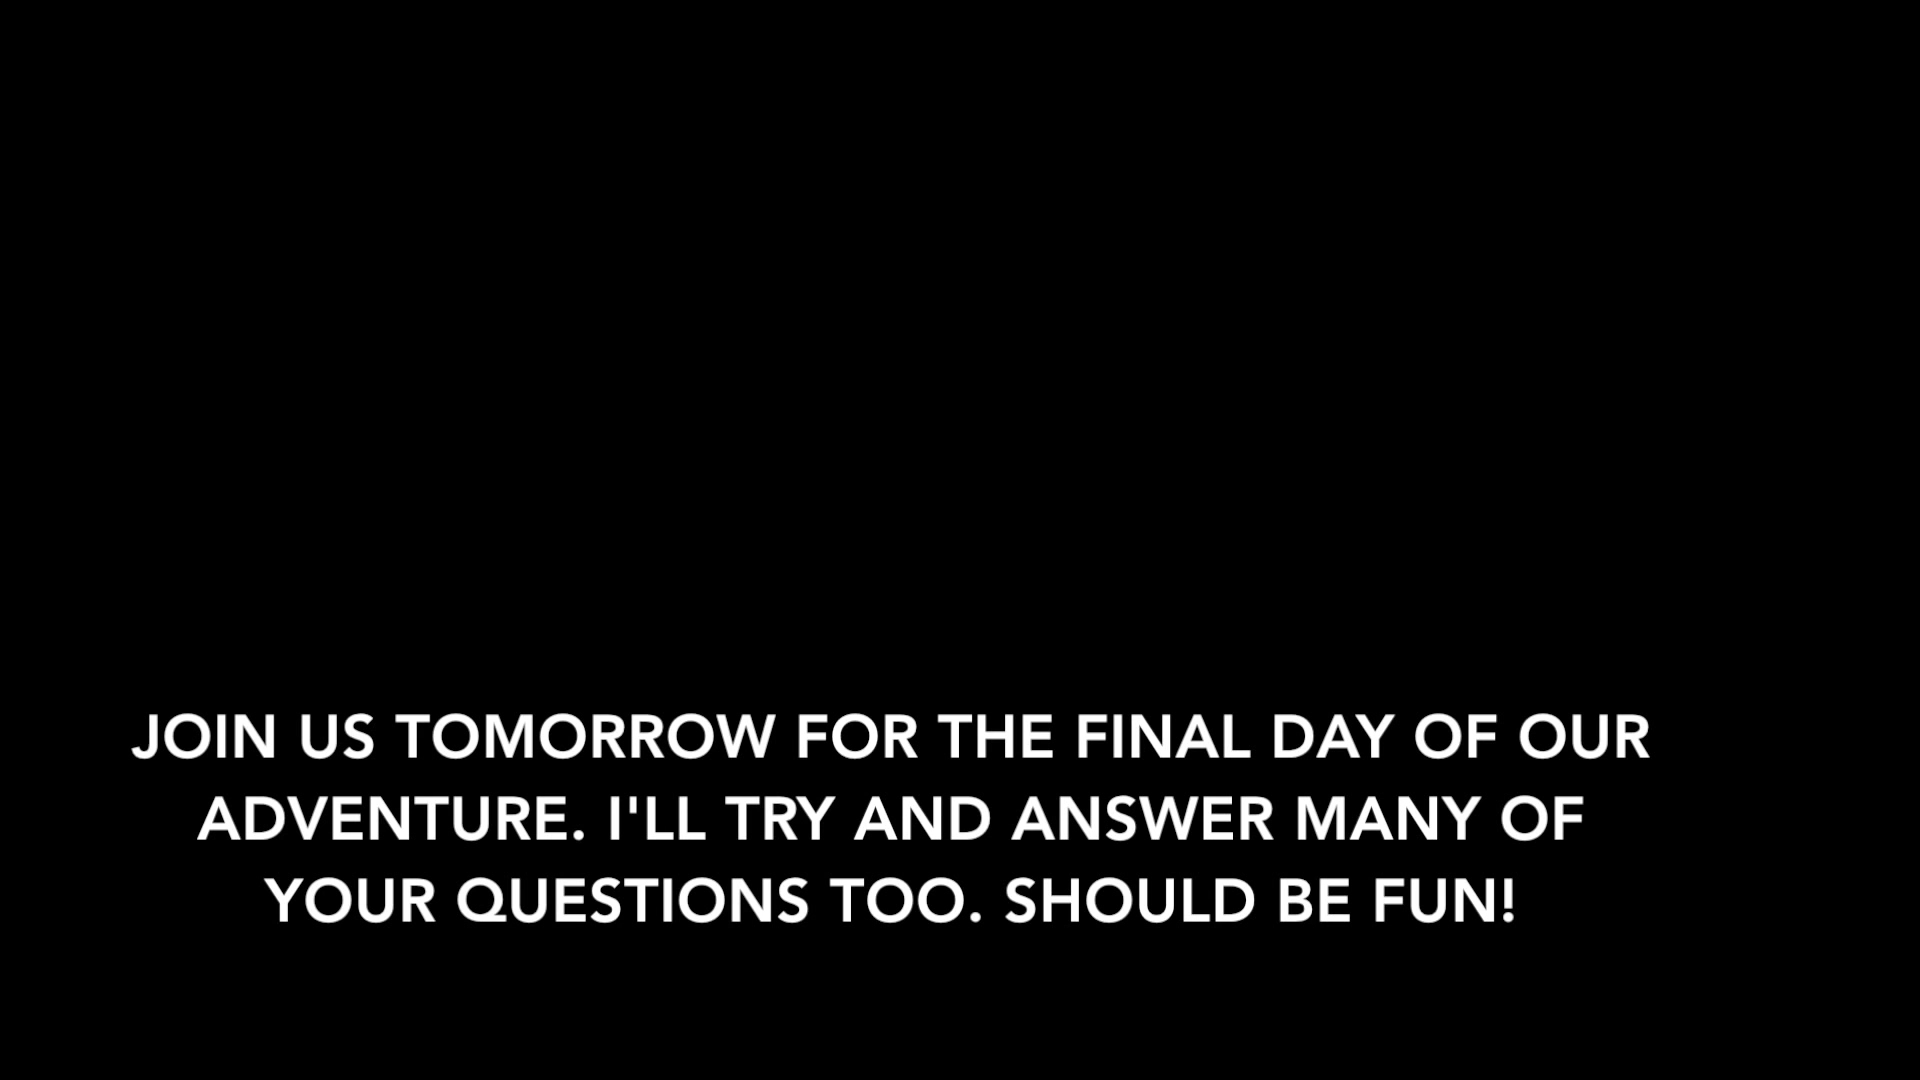 JOIN US TOMORROW FOR THE FINAL DAY OF OUR
ADVENTURE. I'LL TRY AND ANSWER MANY OF
YOUR QUESTIONS TOO. SHOULD BE FUN!